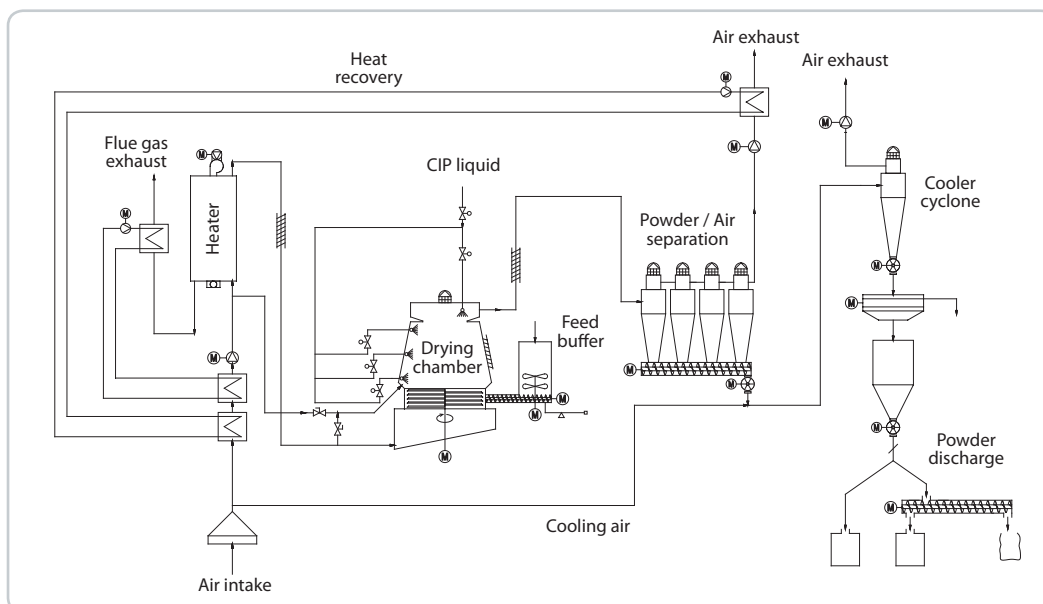 Air exhaust
Air exhaust
Heat
recovery
M
M
Flue gas
exhaust
M
M
M
CIP liquid
Heater
Powder / Air
separation
Cooler
cyclone
M
M
M
Feed
buffer
Drying
chamber
M
M
M
M
M
M
M
Powder
discharge
M
Cooling air
Air intake